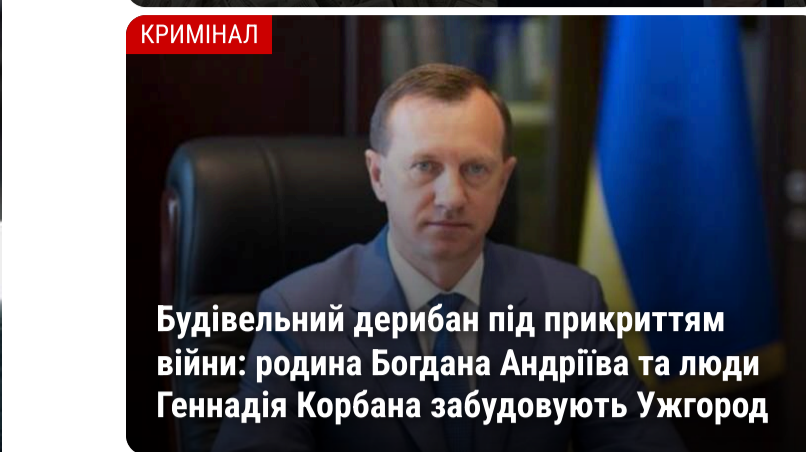 КРИМІНАЛ
Будівельний дерибан під прикриттям
війни: родина Богдана Андріїва та люди
Геннадія Корбана забудовують Ужгород